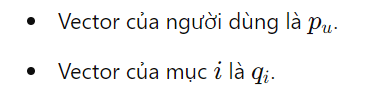 • Vector của người dùng là $p_u$.
• Vector của mục $i$ là $q_i$.